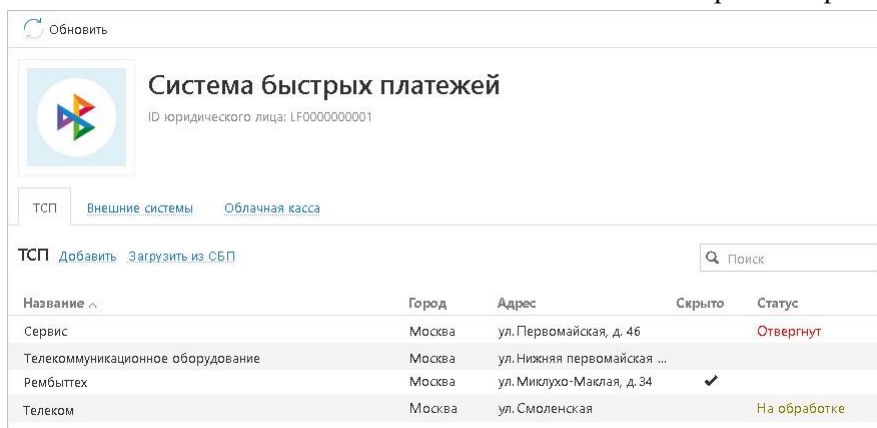 Обновить
Система быстрых платежей
ID юридического лица: LF0000000001
ТСП Внешние системы Облачная касса
ТСП Добавить Загрузить из СБП Поиск
Название Город Адрес Скрыто Статус
Сервис Москва ул. Первомайская, д. 46 Отвергнут
Телекоммуникационное оборудование Москва ул. Нижняя первомайская ...
Рембыттех Москва ул. Миклухо-Маклая, д. 34
Телеком Москва ул. Смоленская На обработке